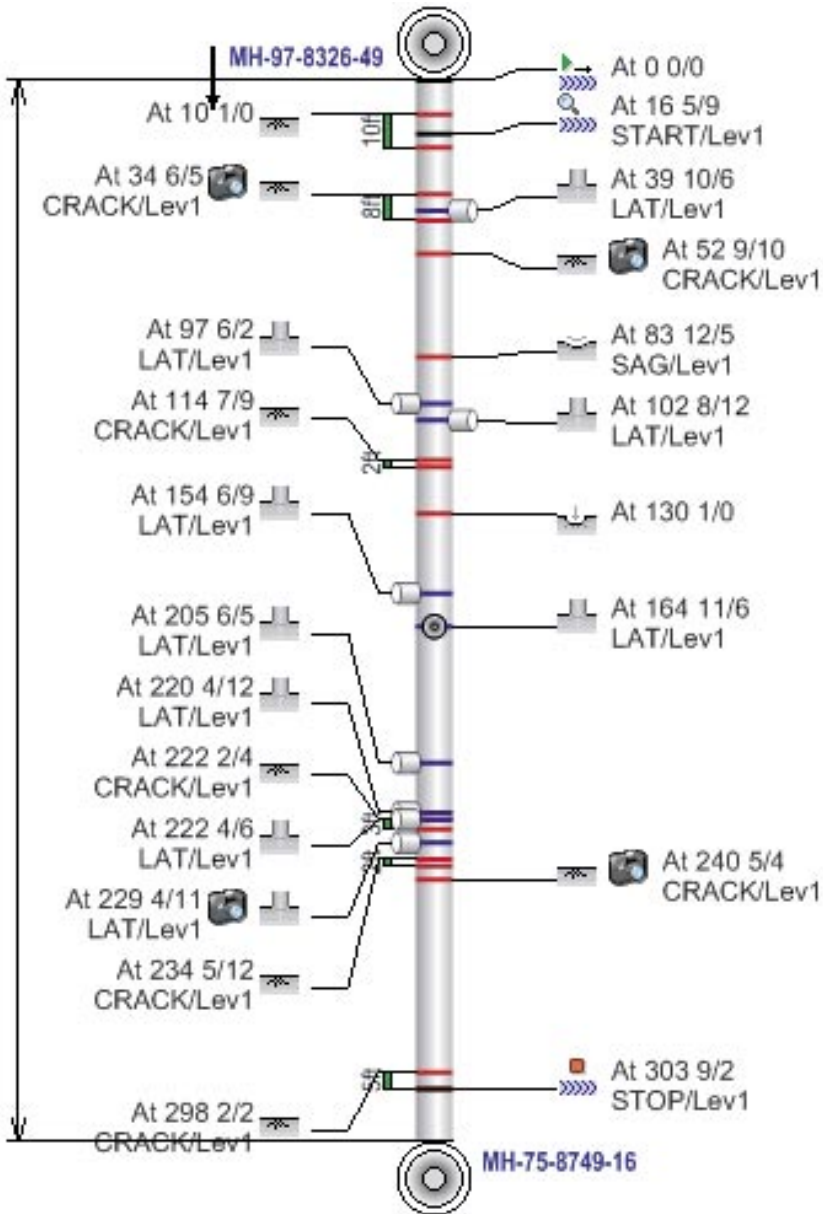 MH-97-8326-49
At 0 0/0
At 10 1/0
10ft
At 16 5/9
START/Lev1
At 34 6/5
CRACK/Lev1
8ft
At 39 10/6
LAT/Lev1
At 52 9/10
CRACK/Lev1
At 97 6/2
LAT/Lev1
At 83 12/5
SAG/Lev1
At 114 7/9
CRACK/Lev1
At 102 8/12
LAT/Lev1
2ft
At 154 6/9
LAT/Lev1
At 130 1/0
At 205 6/5
LAT/Lev1
At 164 11/6
LAT/Lev1
At 220 4/12
LAT/Lev1
At 222 2/4
CRACK/Lev1
At 222 4/6
LAT/Lev1
At 229 4/11
LAT/Lev1
At 240 5/4
CRACK/Lev1
At 234 5/12
CRACK/Lev1
5ft
At 303 9/2
STOP/Lev1
At 298 2/2
CRACK/Lev1
MH-75-8749-16